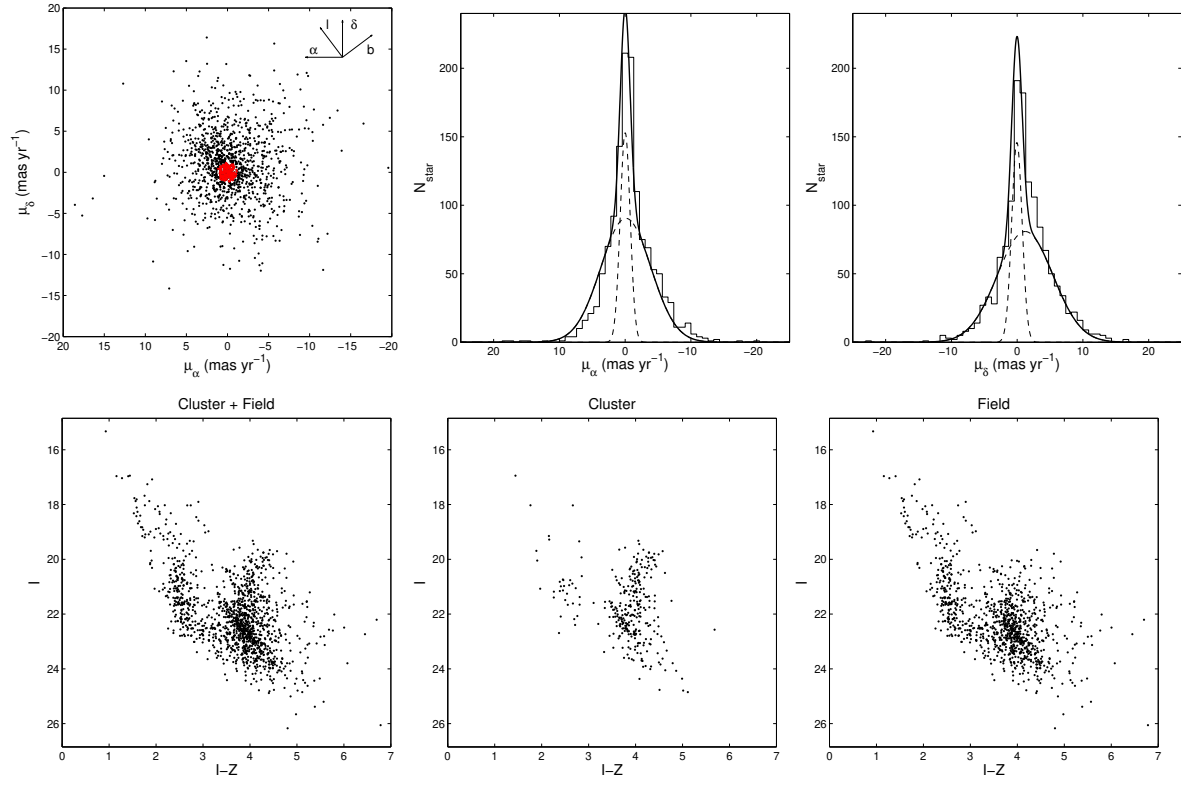 20
15
10
5
0
−5
−10
−15
−20
20 15 10 5 0 −5 −10 −15 −20
μδ (mas yr−1)
μα (mas yr−1)
l δ
α b
200
150
100
50
0
20 10 0 −10 −20
Nstar
μα (mas yr−1)
200
150
100
50
0
−20 −10 0 10 20
Nstar
μδ (mas yr−1)
Cluster + Field
16
18
20
22
24
26
0 1 2 3 4 5 6 7
I
I−Z
Cluster
16
18
20
22
24
26
0 1 2 3 4 5 6 7
I
I−Z
Field
16
18
20
22
24
26
0 1 2 3 4 5 6 7
I
I−Z